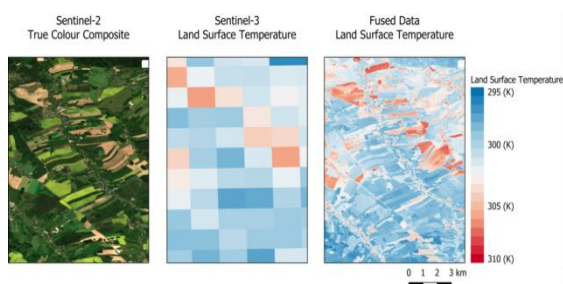 Sentinel-2
True Colour Composite
Sentinel-3
Land Surface Temperature
Fused Data
Land Surface Temperature
Land Surface Temperature
295 (K)
300 (K)
305 (K)
310 (K)
0 1 2 3 km